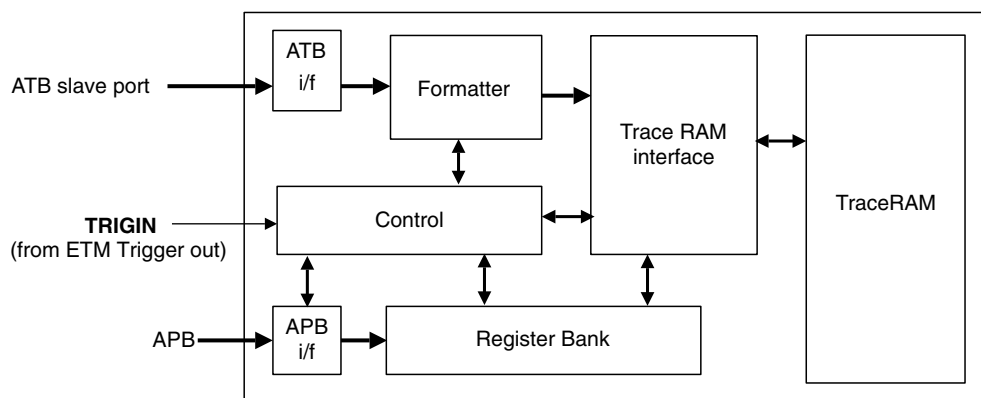 ATB
i/f
ATB slave port
Formatter
Trace RAM
interface
TraceRAM
TRIGIN
(from ETM Trigger out)
Control
APB
APB
i/f
Register Bank